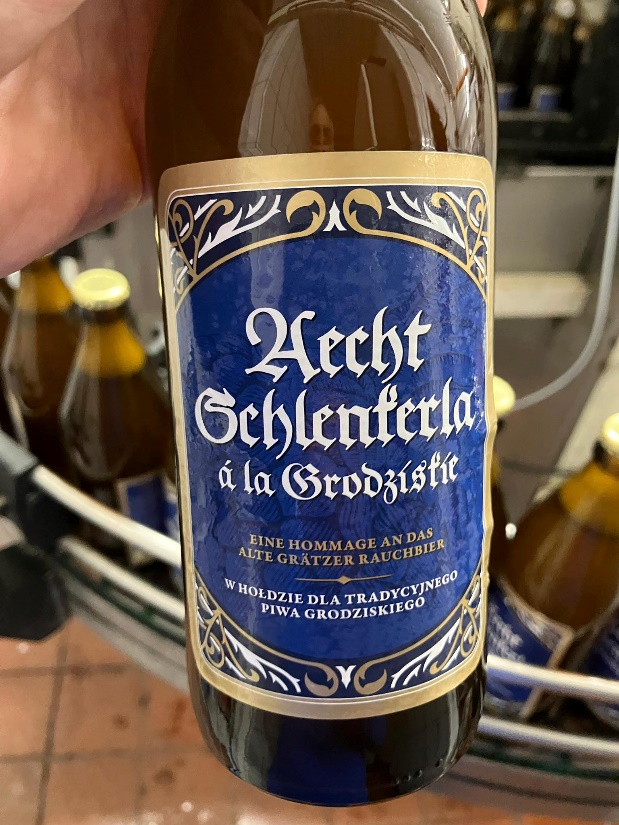 Aecht
Schlenkerla
á la Grodziskie
EINE HOMMAGE AN DAS
ALTE GRÄTZER RAUCHBIER
W HOŁDZIE DLA TRADYCYJNEGO
PIWA GRODZISKIEGO